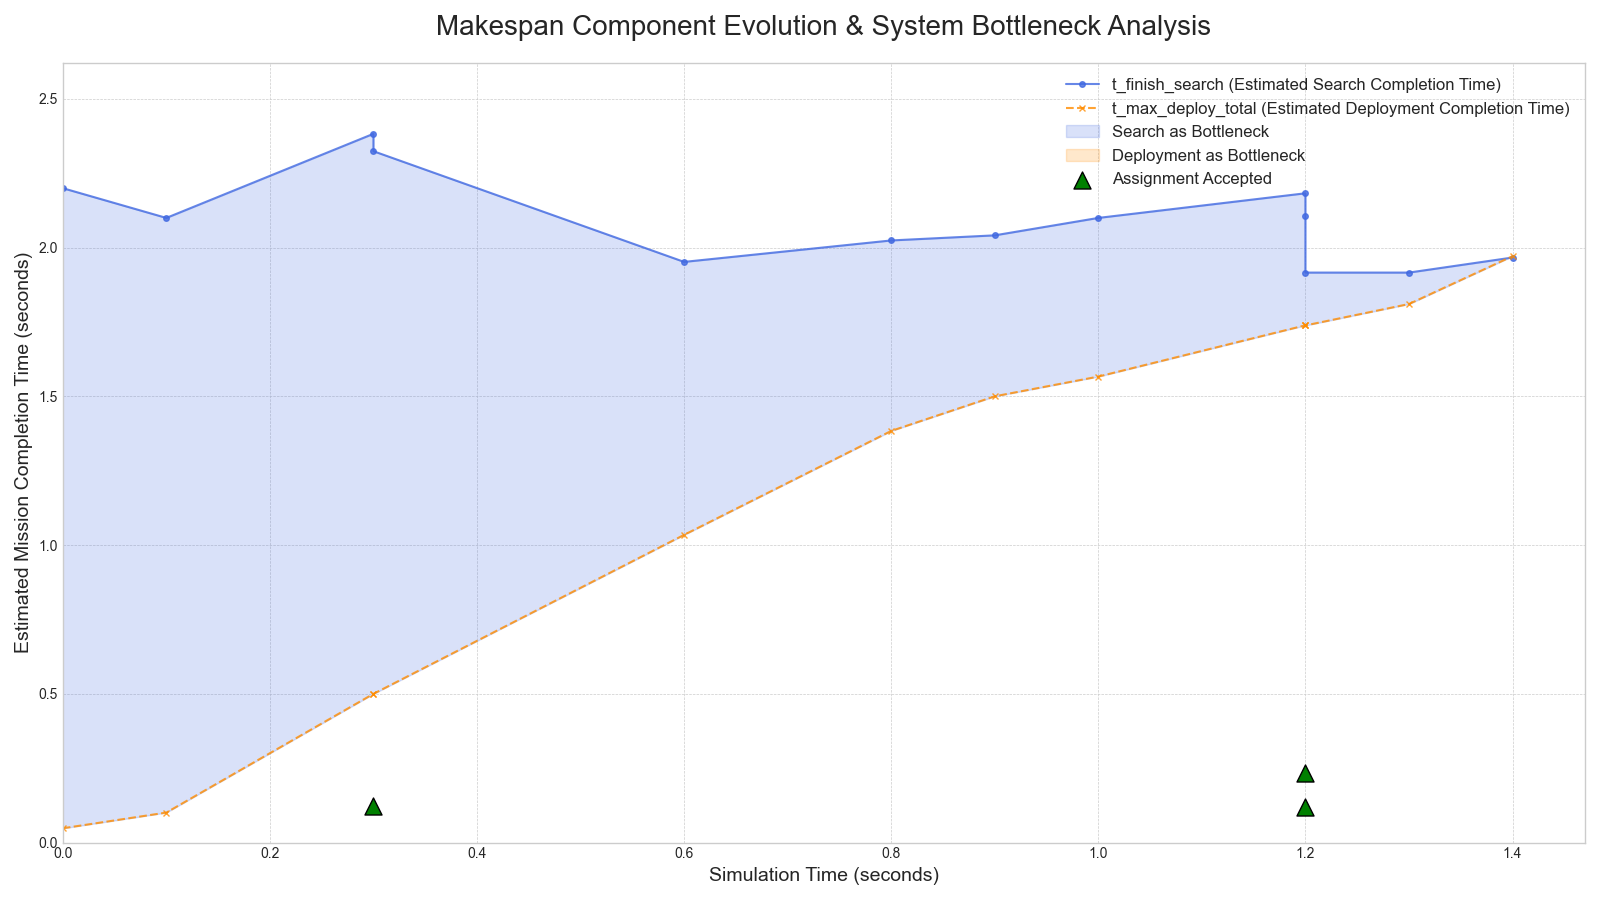 Makespan Component Evolution & System Bottleneck Analysis
t_finish_search (Estimated Search Completion Time)
t_max_deploy_total (Estimated Deployment Completion Time)
Search as Bottleneck
Deployment as Bottleneck
Assignment Accepted
Estimated Mission Completion Time (seconds)
2.5
2.0
1.5
1.0
0.5
0.0
0.0 0.2 0.4 0.6 0.8 1.0 1.2 1.4
Simulation Time (seconds)